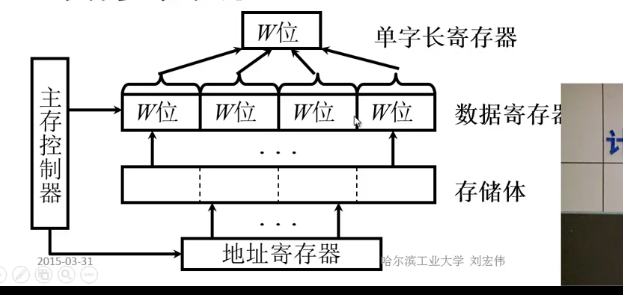 W位
单字长寄存器
主存控制器
W位 W位 W位 W位
数据寄存器
···
存储体
···
地址寄存器
2015-03-31
哈尔滨工业大学 刘宏伟
计